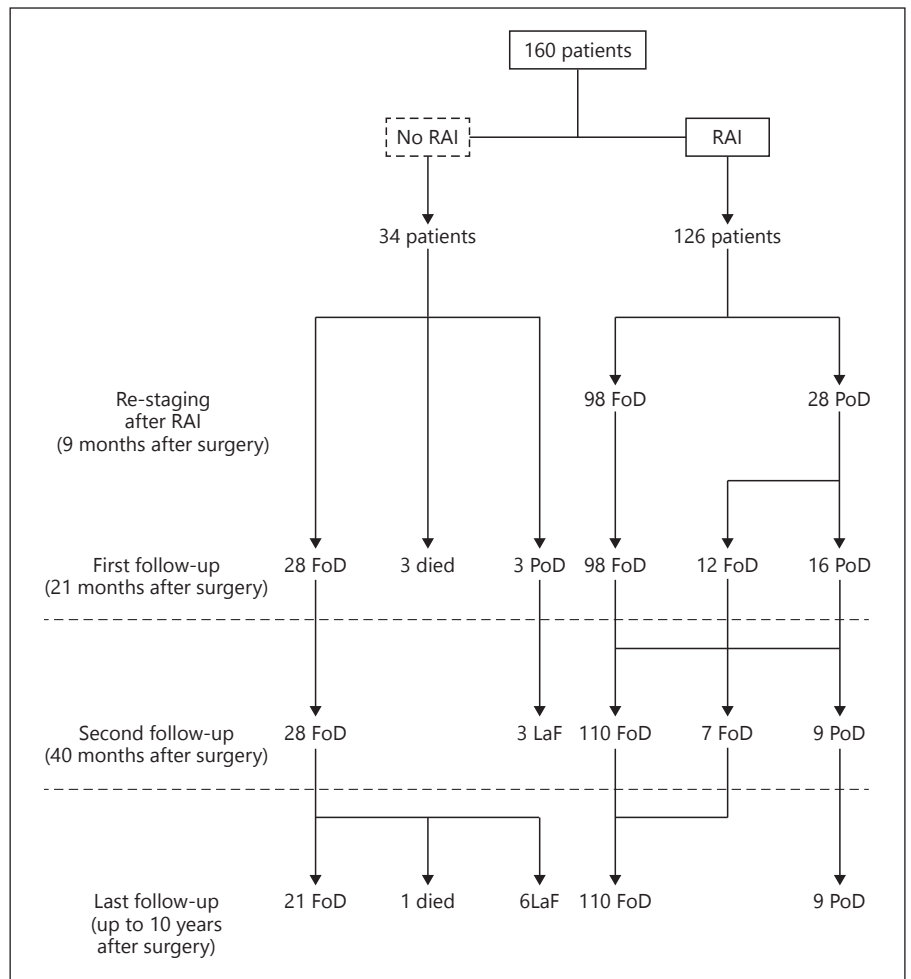 160 patients
No RAI
RAI
34 patients
126 patients
Re-staging
after RAI
(9 months after surgery)
98 FoD
28 PoD
First follow-up
(21 months after surgery)
28 FoD
3 died
3 PoD
98 FoD
12 FoD
16 PoD
Second follow-up
(40 months after surgery)
28 FoD
3 LaF
110 FoD
7 FoD
9 PoD
Last follow-up
(up to 10 years
after surgery)
21 FoD
1 died
6LaF
110 FoD
9 PoD